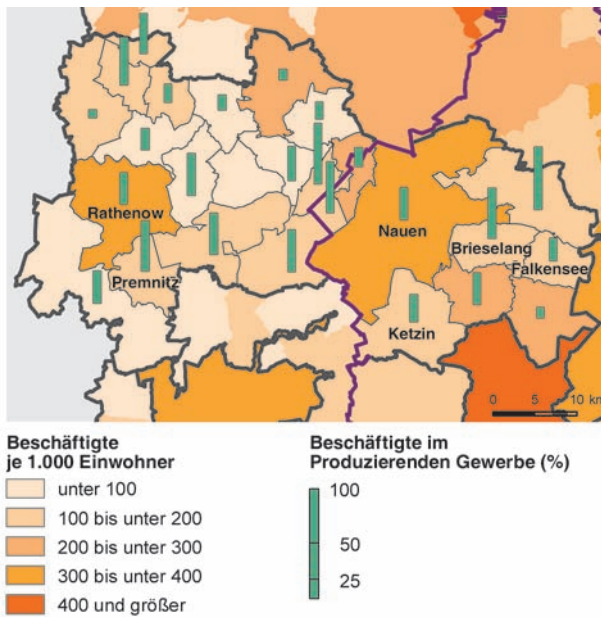 Rathenow
Premnitz
Nauen
Brieselang
Falkensee
Ketzin
0 5 10 km
Beschäftigte
je 1.000 Einwohner
unter 100
100 bis unter 200
200 bis unter 300
300 bis unter 400
400 und größer
Beschäftigte im
Produzierenden Gewerbe (%)
100
50
25